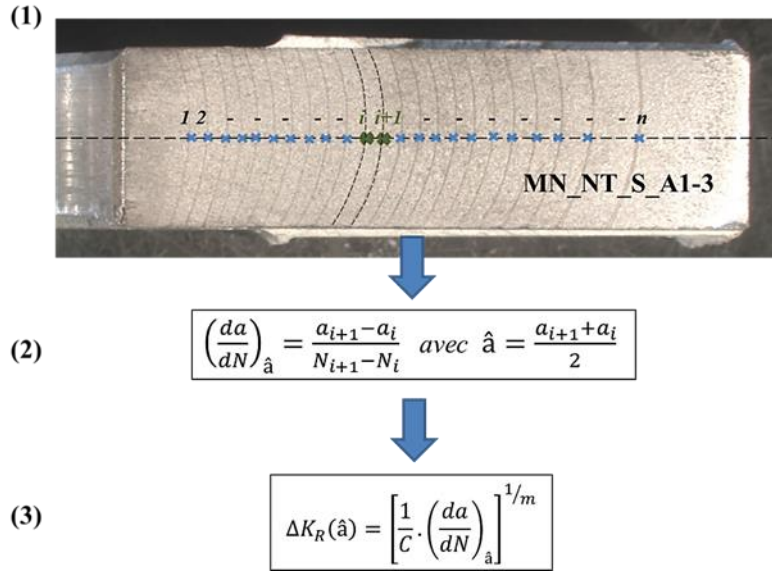 (1)
1 2 - - - - i i+1 - - - - - - - n
MN_NT_S_A1-3
(2)
(da/dN)_â = (a_{i+1}−a_i)/(N_{i+1}−N_i) avec â = (a_{i+1}+a_i)/2
(3)
ΔK_R(â) = [1/C . (da/dN)_â]^{1/m}